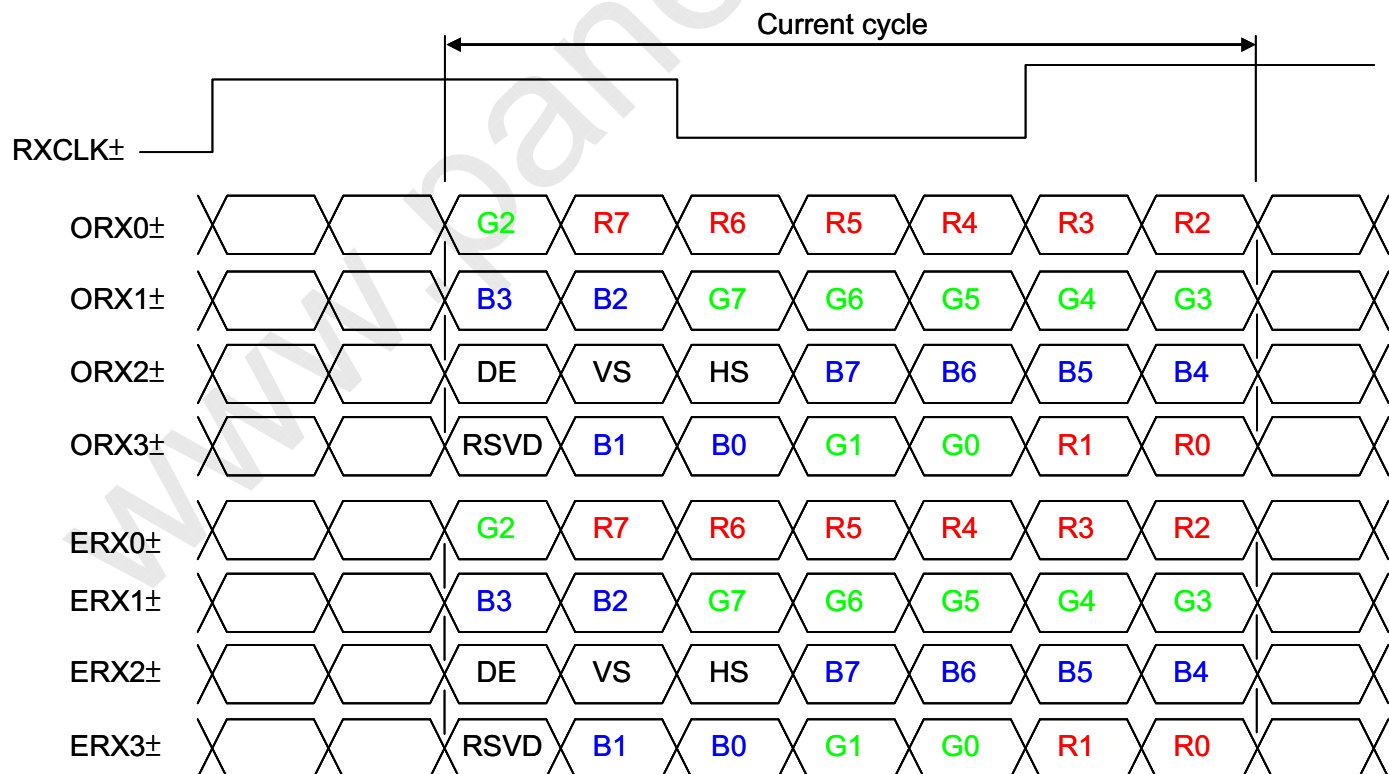 Current cycle
RXCLK±
ORX0± G2 R7 R6 R5 R4 R3 R2
ORX1± B3 B2 G7 G6 G5 G4 G3
ORX2± DE VS HS B7 B6 B5 B4
ORX3± RSVD B1 B0 G1 G0 R1 R0
ERX0± G2 R7 R6 R5 R4 R3 R2
ERX1± B3 B2 G7 G6 G5 G4 G3
ERX2± DE VS HS B7 B6 B5 B4
ERX3± RSVD B1 B0 G1 G0 R1 R0